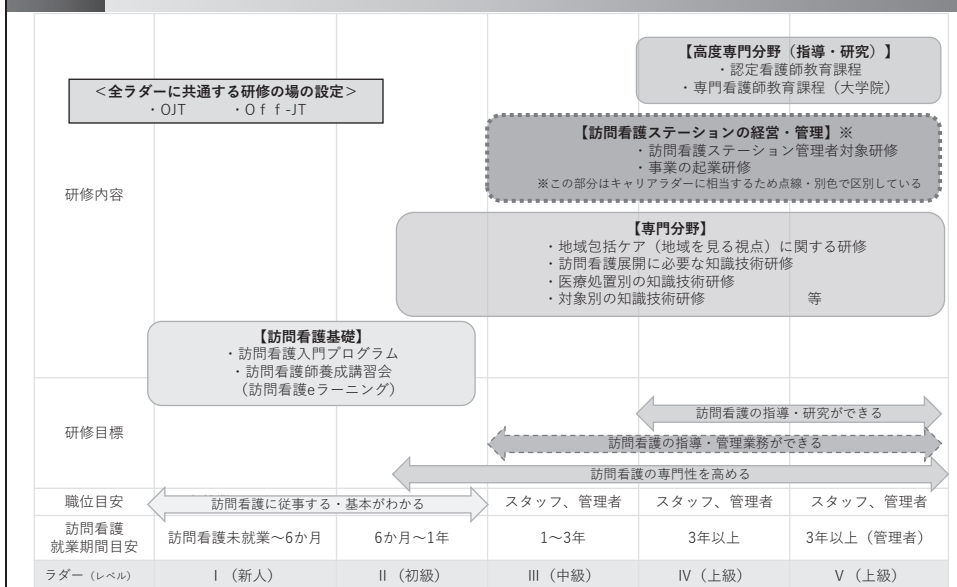 【高度専門分野（指導・研究）】
・認定看護師教育課程
・専門看護師教育課程（大学院）
＜全ラダーに共通する研修の場の設定＞
・OJT ・Ｏｆｆ-JT
【訪問看護ステーションの経営・管理】※
・訪問看護ステーション管理者対象研修
・事業の起業研修
※この部分はキャリアラダーに相当するため点線・別色で区別している
研修内容
【専門分野】
・地域包括ケア（地域を見る視点）に関する研修
・訪問看護展開に必要な知識技術研修
・医療処置別の知識技術研修
・対象別の知識技術研修 等
【訪問看護基礎】
・訪問看護入門プログラム
・訪問看護師養成講習会
（訪問看護eラーニング）
研修目標
訪問看護の指導・研究ができる
訪問看護の指導・管理業務ができる
訪問看護の専門性を高める
訪問看護に従事する・基本がわかる
職位目安 スタッフ、管理者 スタッフ、管理者 スタッフ、管理者
訪問看護
就業期間目安 訪問看護未就業～6か月 6か月～1年 1～3年 3年以上 3年以上（管理者）
ラダー（レベル） Ⅰ（新人） Ⅱ（初級） Ⅲ（中級） Ⅳ（上級） Ⅴ（上級）